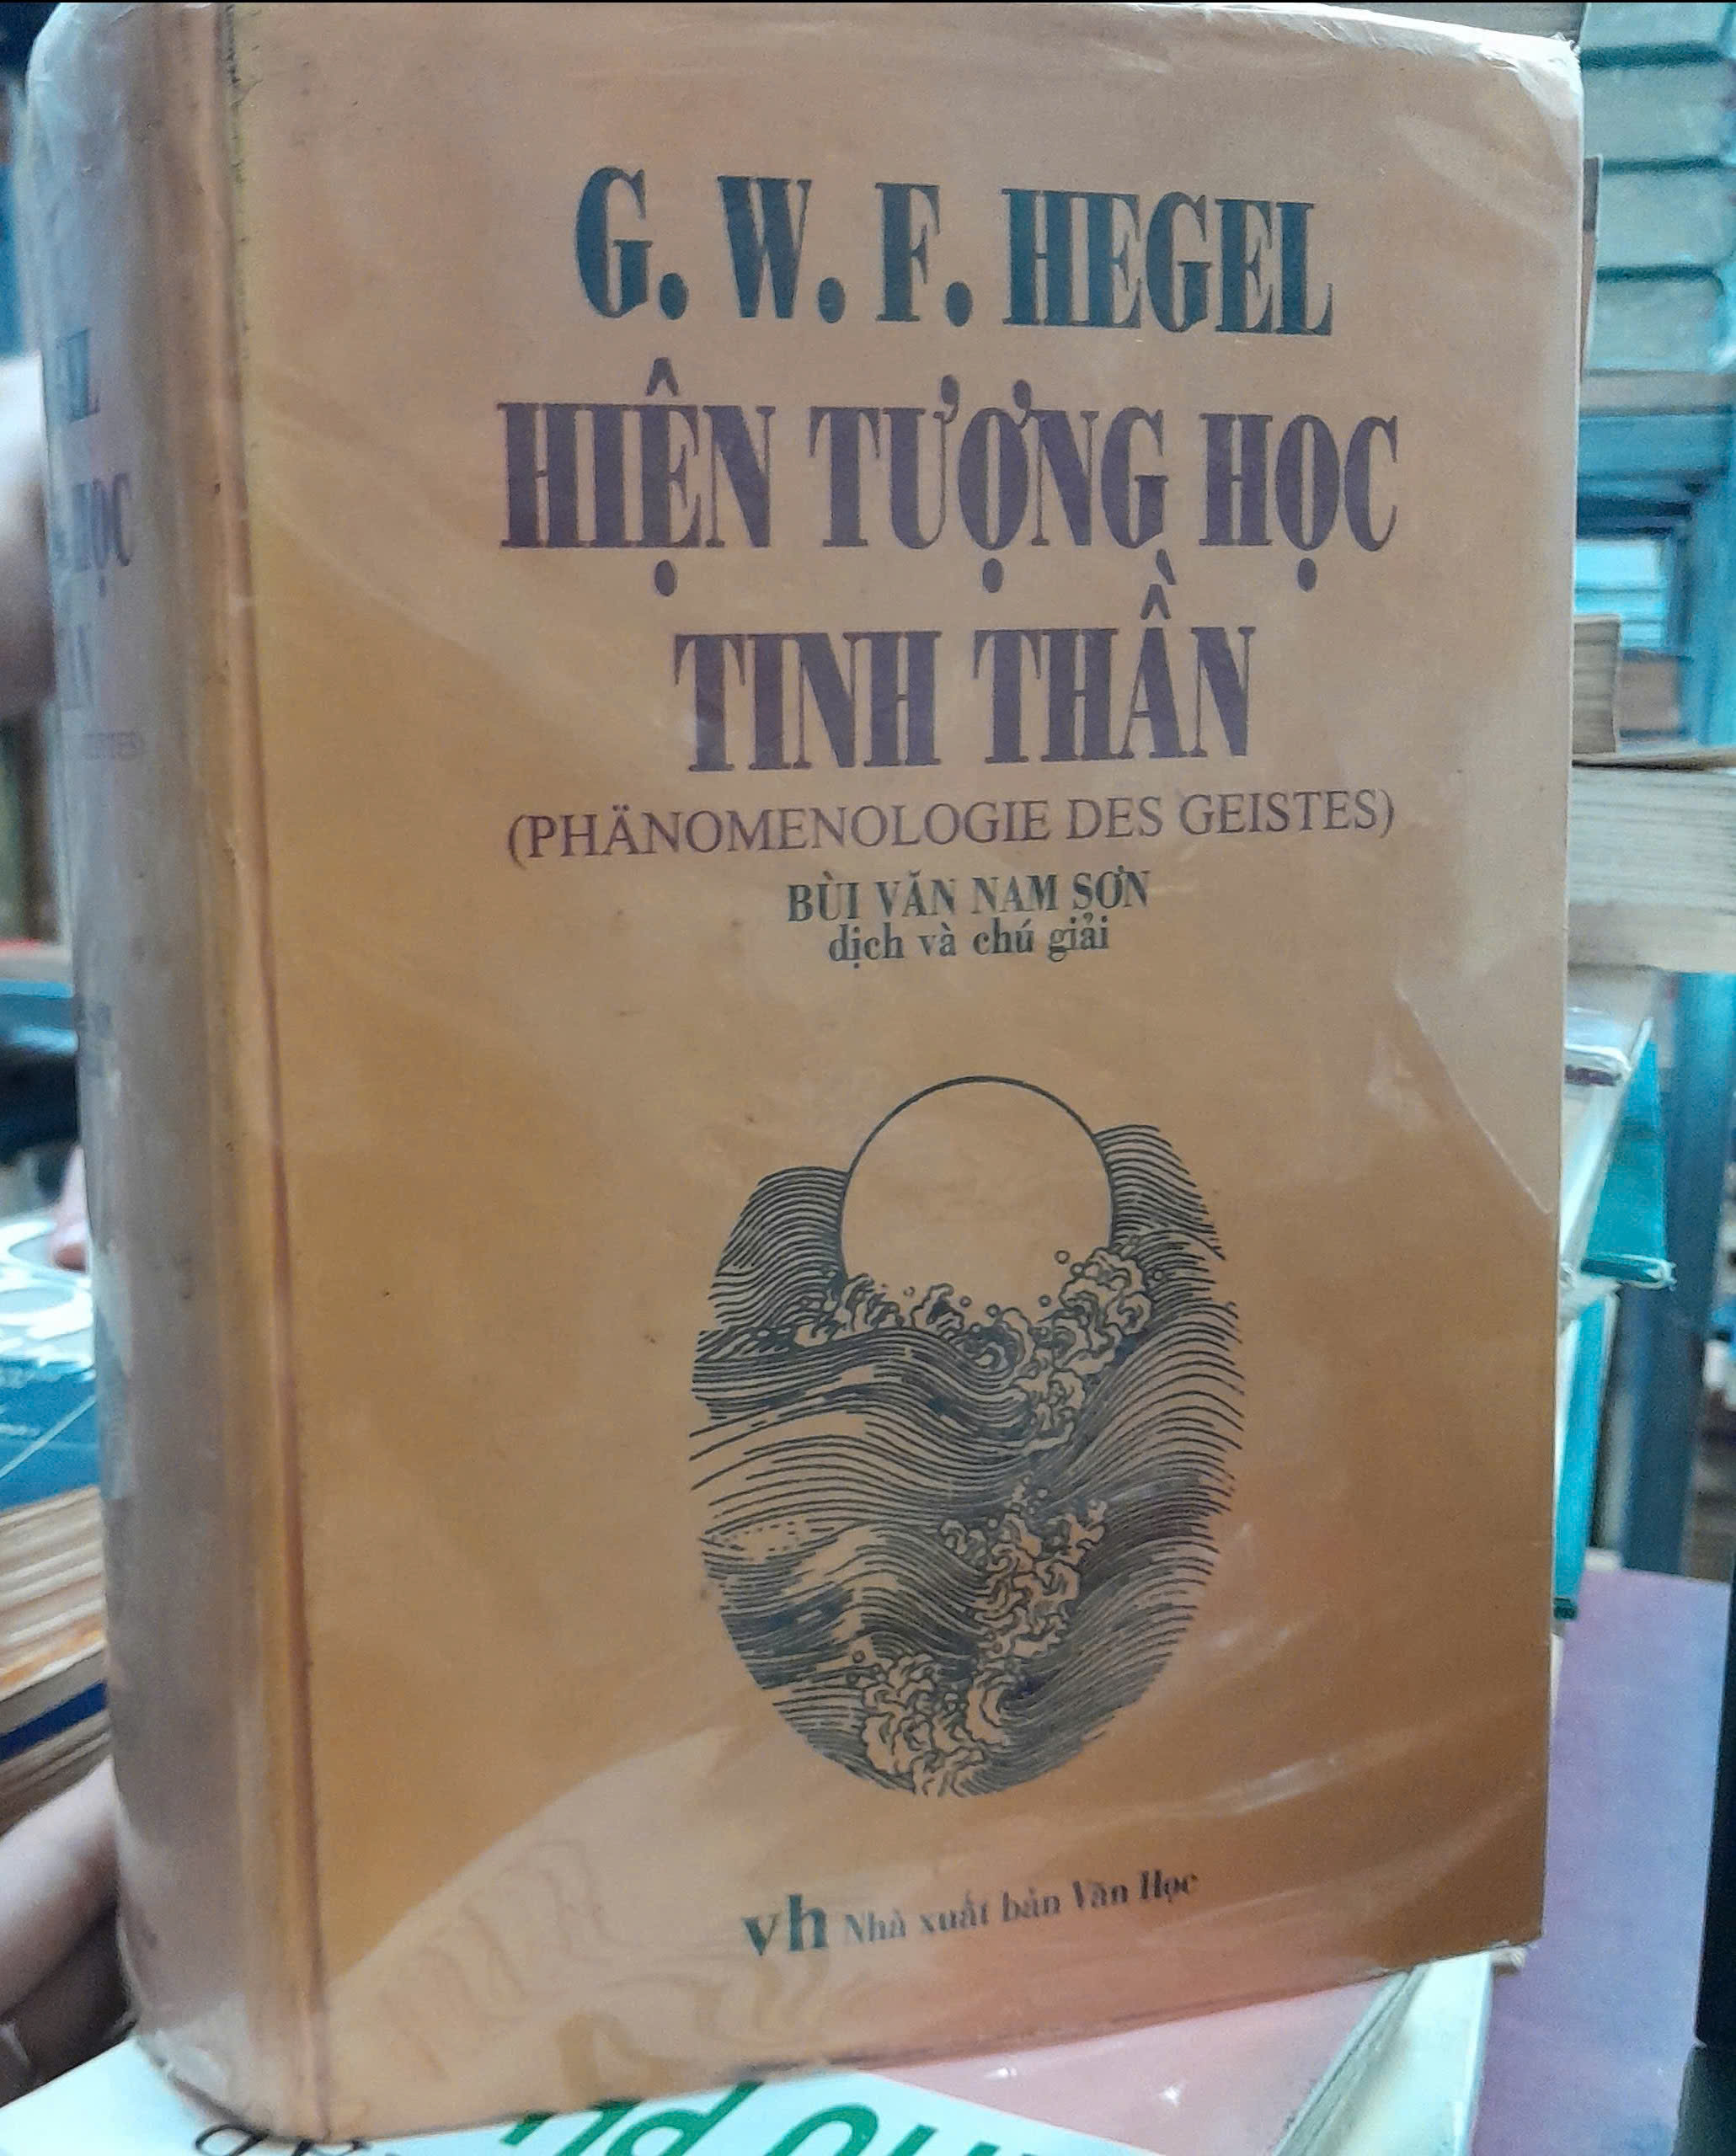 G. W. F. HEGEL
HIỆN TƯỢNG HỌC
TINH THẦN
(PHÄNOMENOLOGIE DES GEISTES)
BÙI VĂN NAM SƠN
dịch và chú giải
vh Nhà xuất bản Văn Học
HỌC